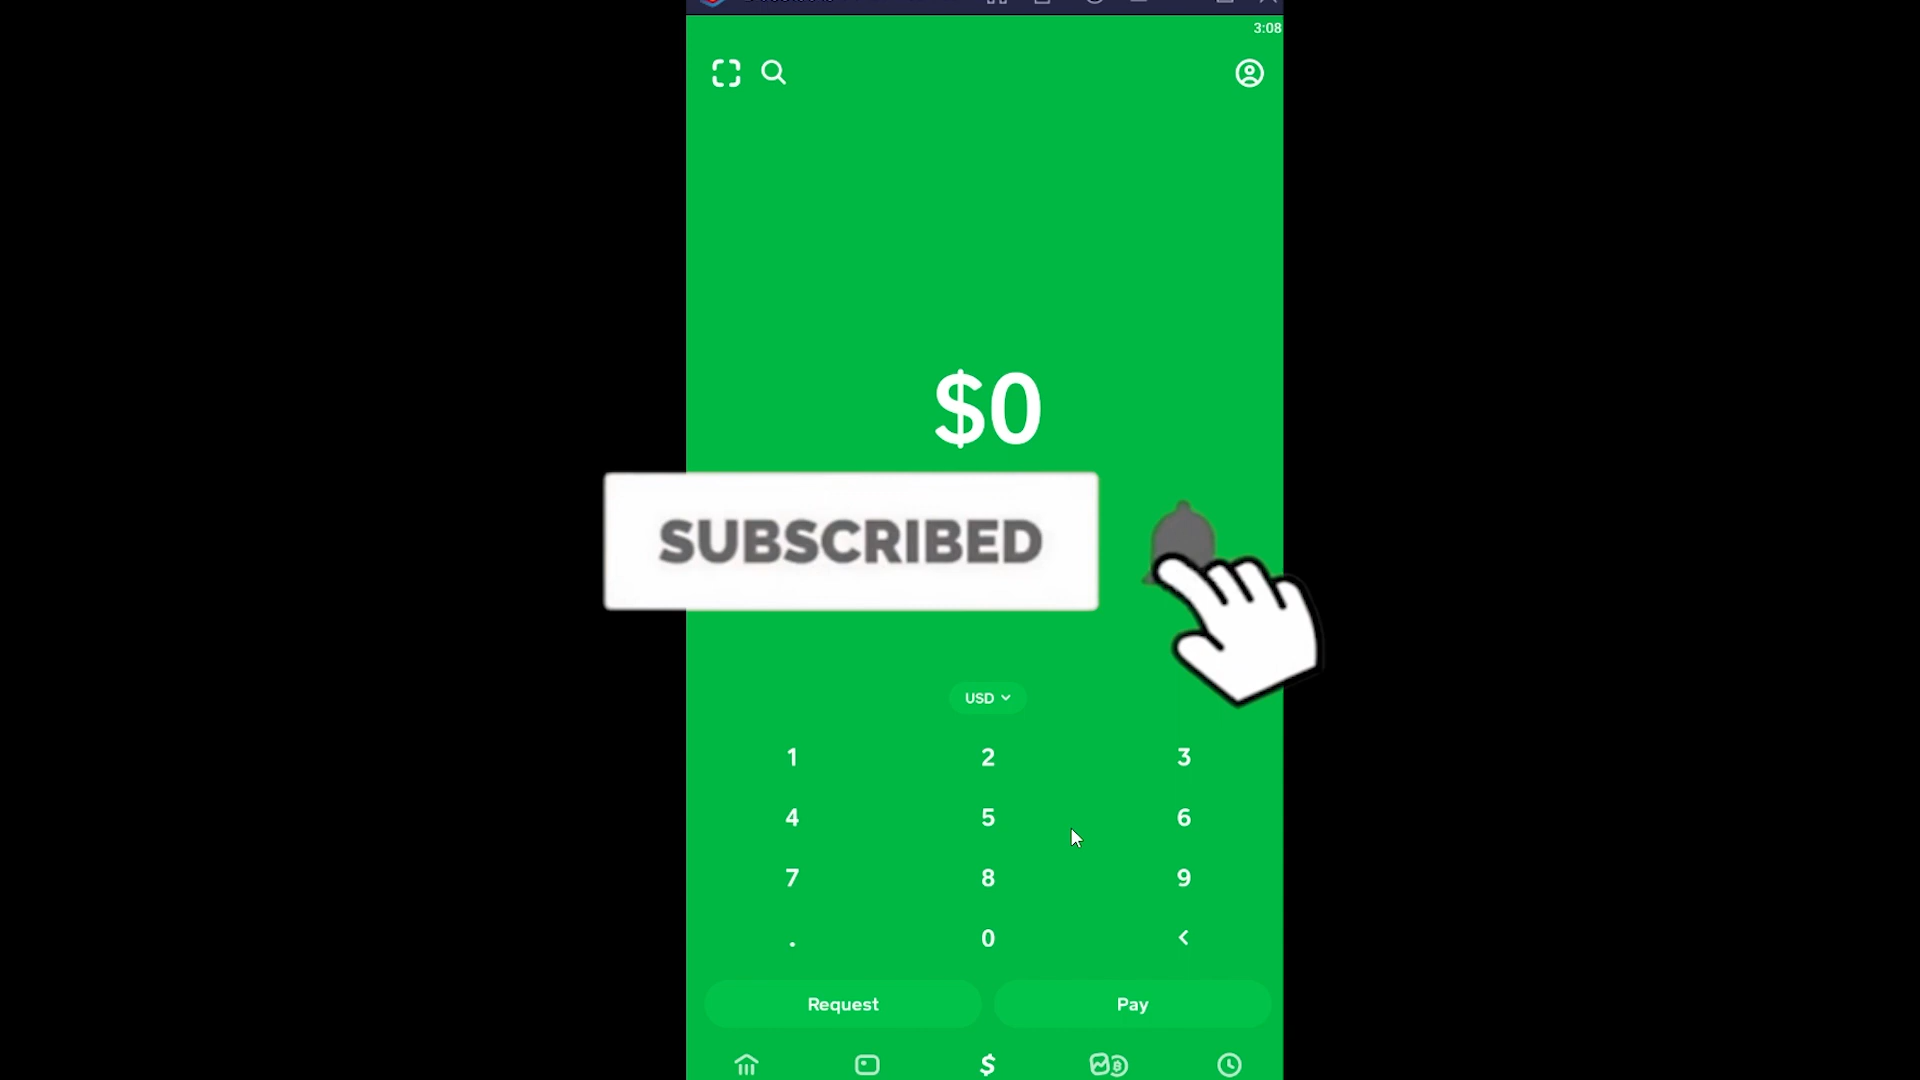 3:08
$0
SUBSCRIBED
USD
1 2 3
4 5 6
7 8 9
. 0 <
Request Pay
$